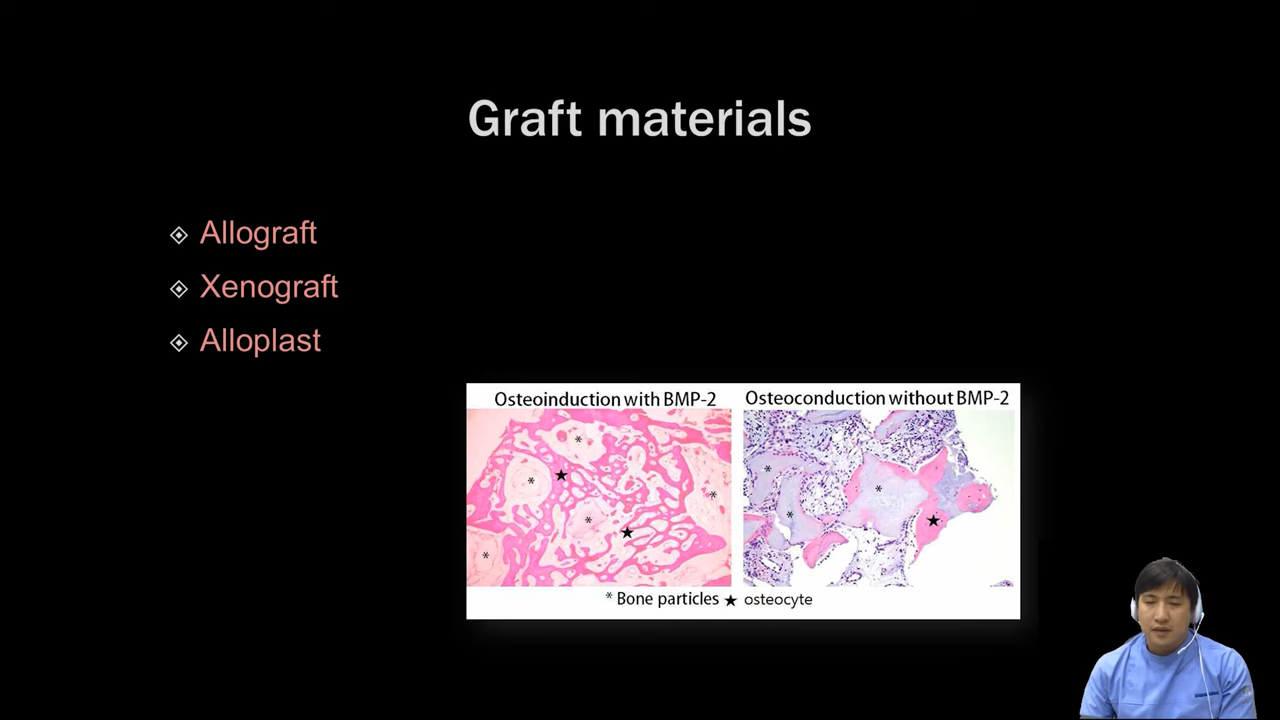 Graft materials
Allograft
Xenograft
Alloplast
Osteoinduction with BMP-2
Osteoconduction without BMP-2
* Bone particles ★ osteocyte